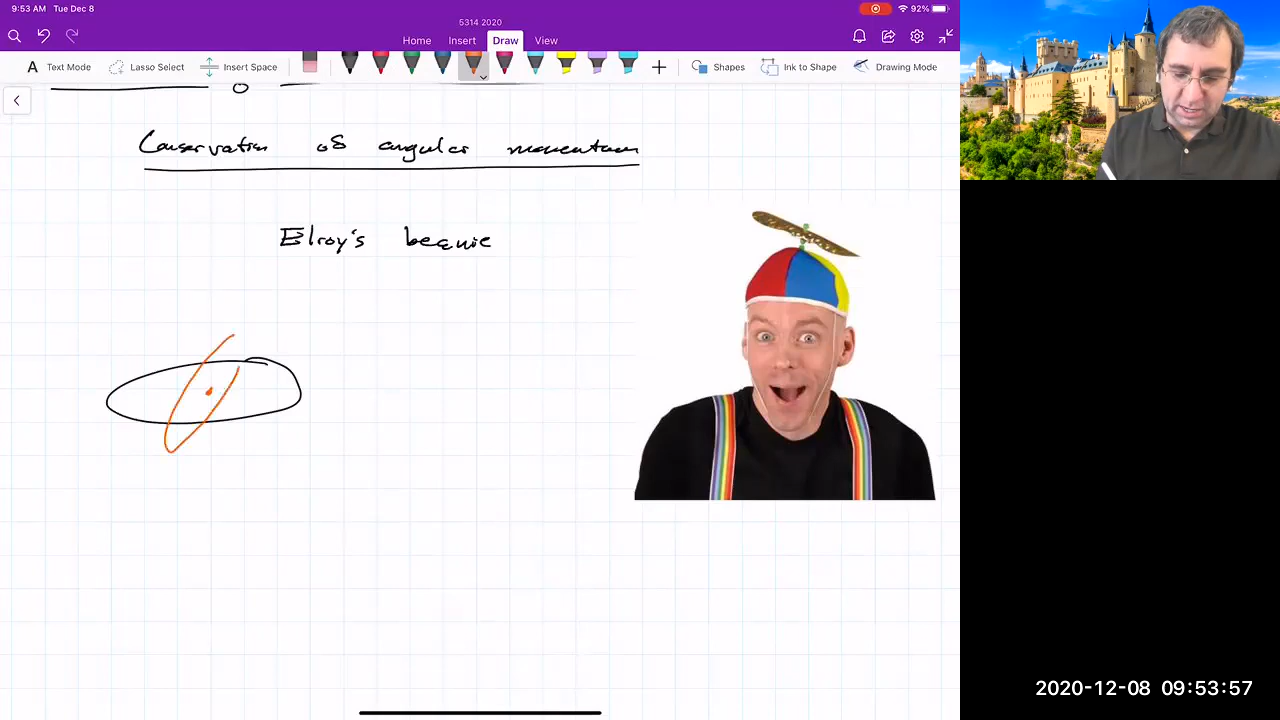 9:53 AM Tue Dec 8
92%
5314 2020
Home Insert Draw View
A Text Mode Lasso Select Insert Space + Shapes Ink to Shape Drawing Mode
Conservation of angular momentum
Elroy's beanie
2020-12-08 09:53:57